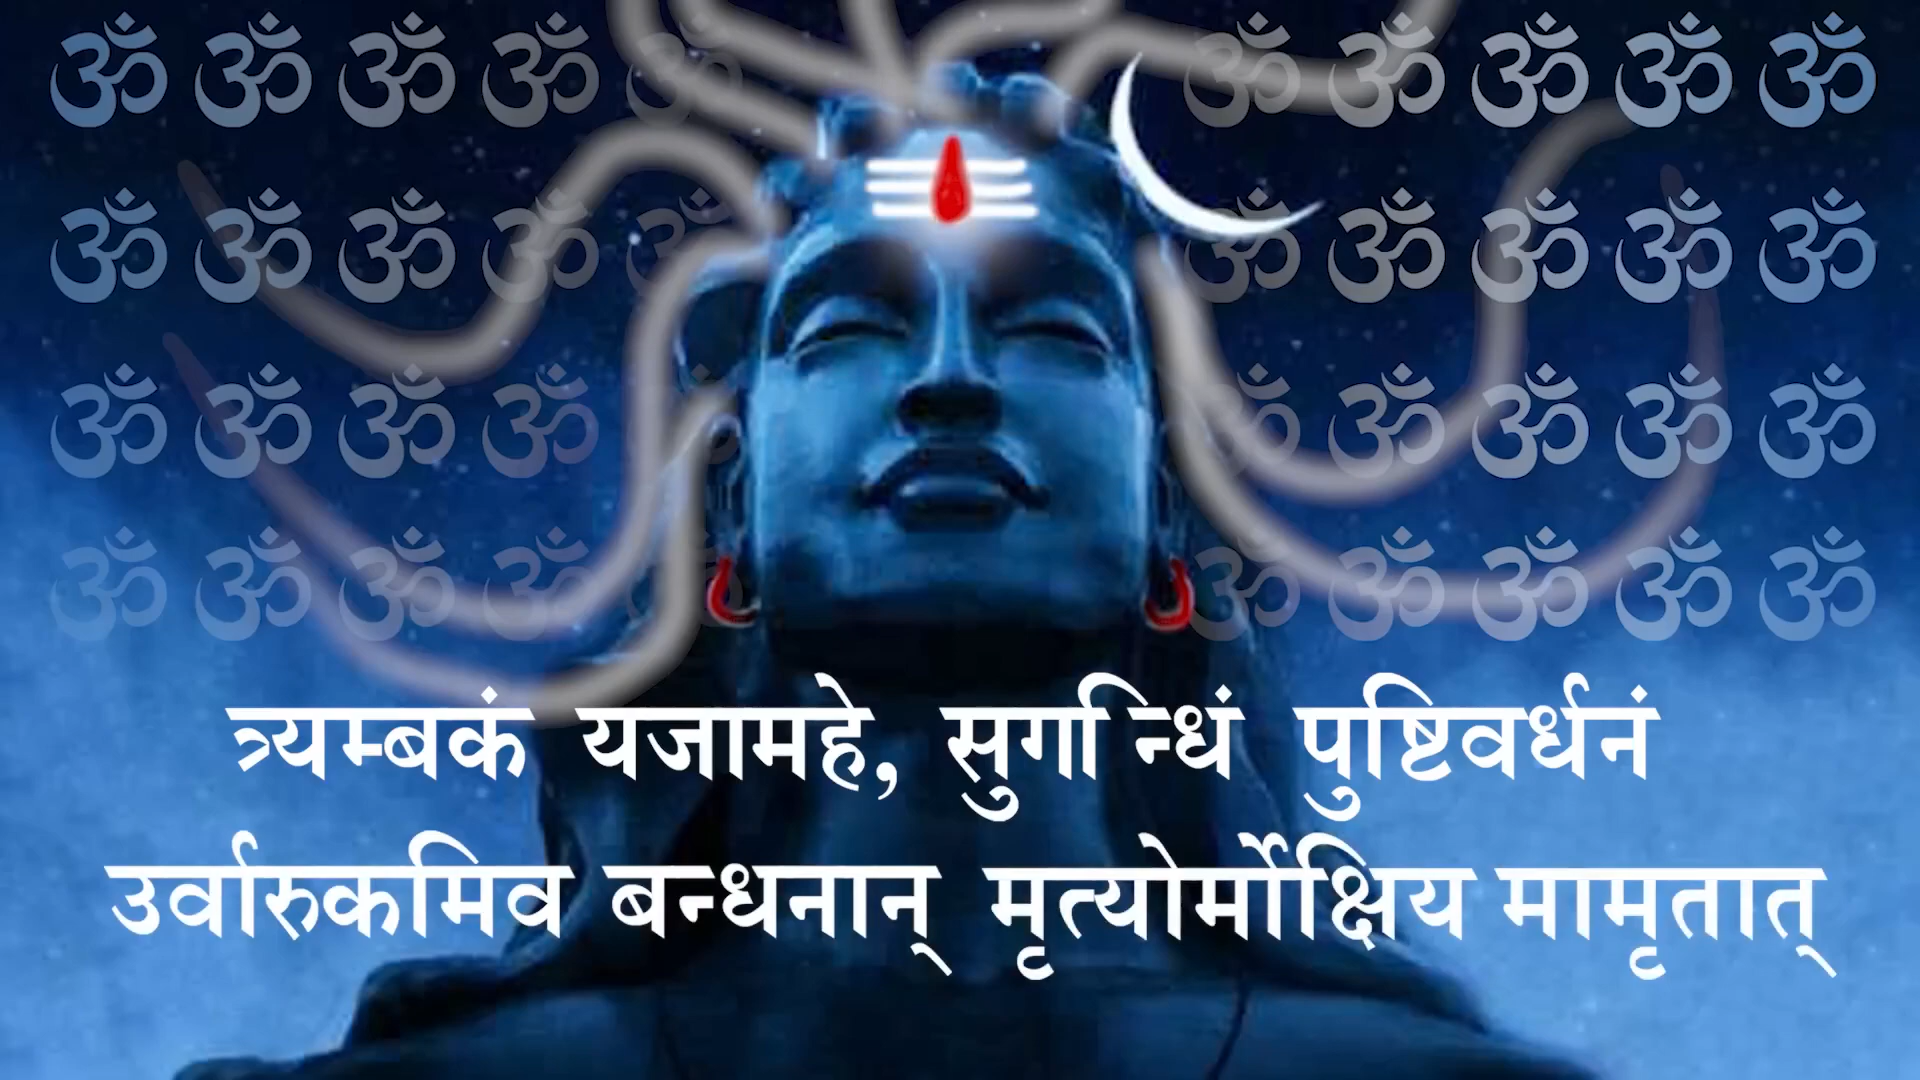 ॐ ॐ ॐ ॐ ॐ ॐ ॐ ॐ ॐ ॐ
ॐ ॐ ॐ ॐ ॐ ॐ ॐ ॐ ॐ ॐ
ॐ ॐ ॐ ॐ ॐ ॐ ॐ ॐ ॐ
ॐ ॐ ॐ ॐ ॐ ॐ ॐ ॐ ॐ ॐ
त्र्यम्बकं यजामहे, सुगन्धिं पुष्टिवर्धनं
उर्वारुकमिव बन्धनान् मृत्योर्मोक्षिय मामृतात्